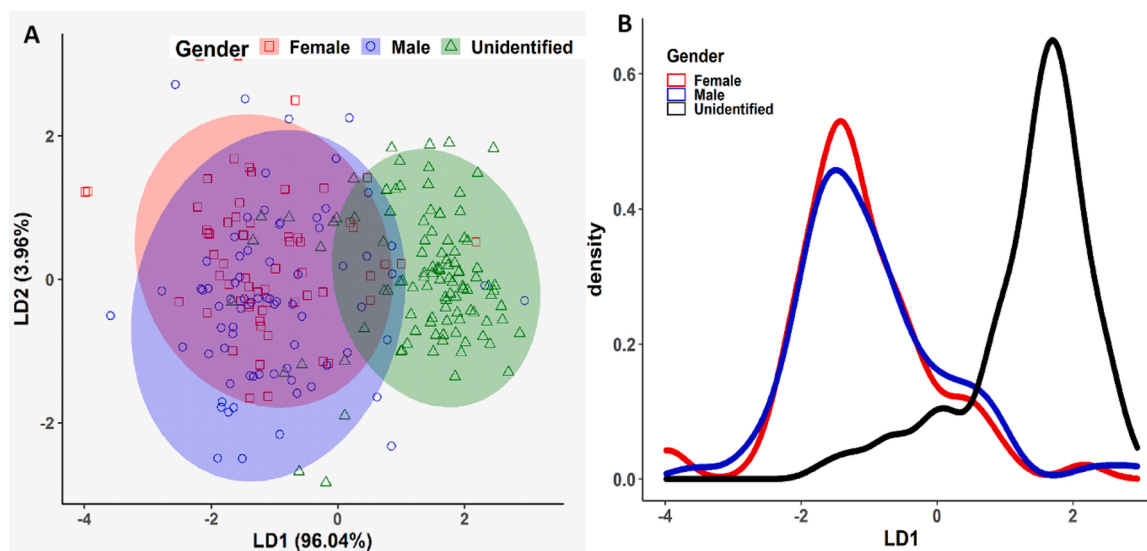 A
Gender Female Male Unidentified
2
0
-2
LD2 (3.96%)
-4 -2 0 2
LD1 (96.04%)
B
Gender
Female
Male
Unidentified
0.6
0.4
0.2
0.0
density
-4 -2 0 2
LD1